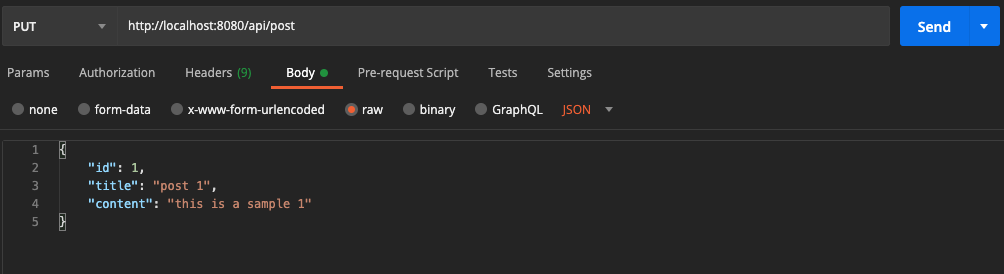 PUT http://localhost:8080/api/post Send
Params Authorization Headers (9) Body Pre-request Script Tests Settings
none form-data x-www-form-urlencoded raw binary GraphQL JSON
1 {
2 "id": 1,
3 "title": "post 1",
4 "content": "this is a sample 1"
5 }